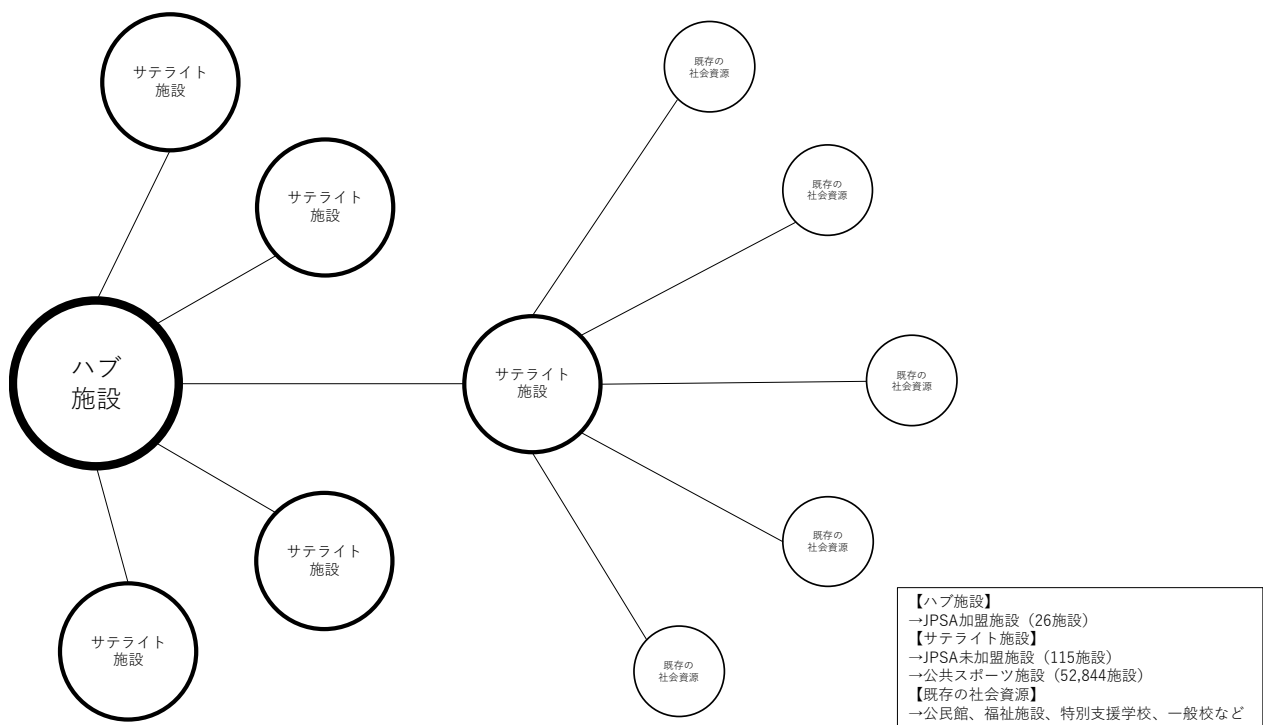 サテライト
施設
既存の
社会資源
サテライト
施設
既存の
社会資源
ハブ
施設
サテライト
施設
既存の
社会資源
サテライト
施設
既存の
社会資源
サテライト
施設
既存の
社会資源
【ハブ施設】
→JPSA加盟施設（26施設）
【サテライト施設】
→JPSA未加盟施設（115施設）
→公共スポーツ施設（52,844施設）
【既存の社会資源】
→公民館、福祉施設、特別支援学校、一般校など